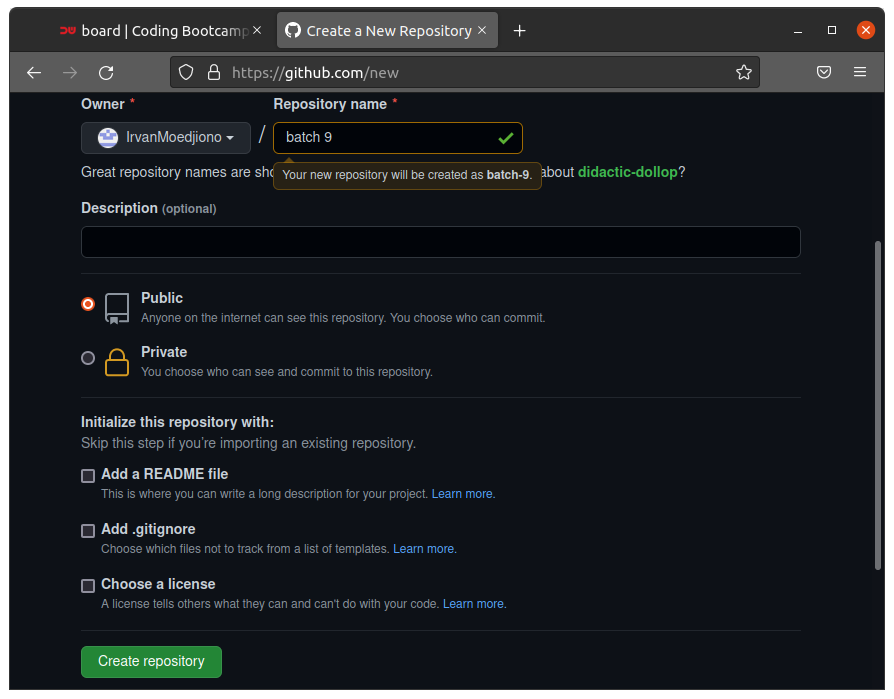 board | Coding Bootcamp
Create a New Repository
https://github.com/new
Owner *
Repository name *
IrvanMoedjiono
/
batch 9
Great repository names are sho
about didactic-dollop?
Your new repository will be created as batch-9.
Description (optional)
Public
Anyone on the internet can see this repository. You choose who can commit.
Private
You choose who can see and commit to this repository.
Initialize this repository with:
Skip this step if you're importing an existing repository.
Add a README file
This is where you can write a long description for your project. Learn more.
Add .gitignore
Choose which files not to track from a list of templates. Learn more.
Choose a license
A license tells others what they can and can't do with your code. Learn more.
Create repository